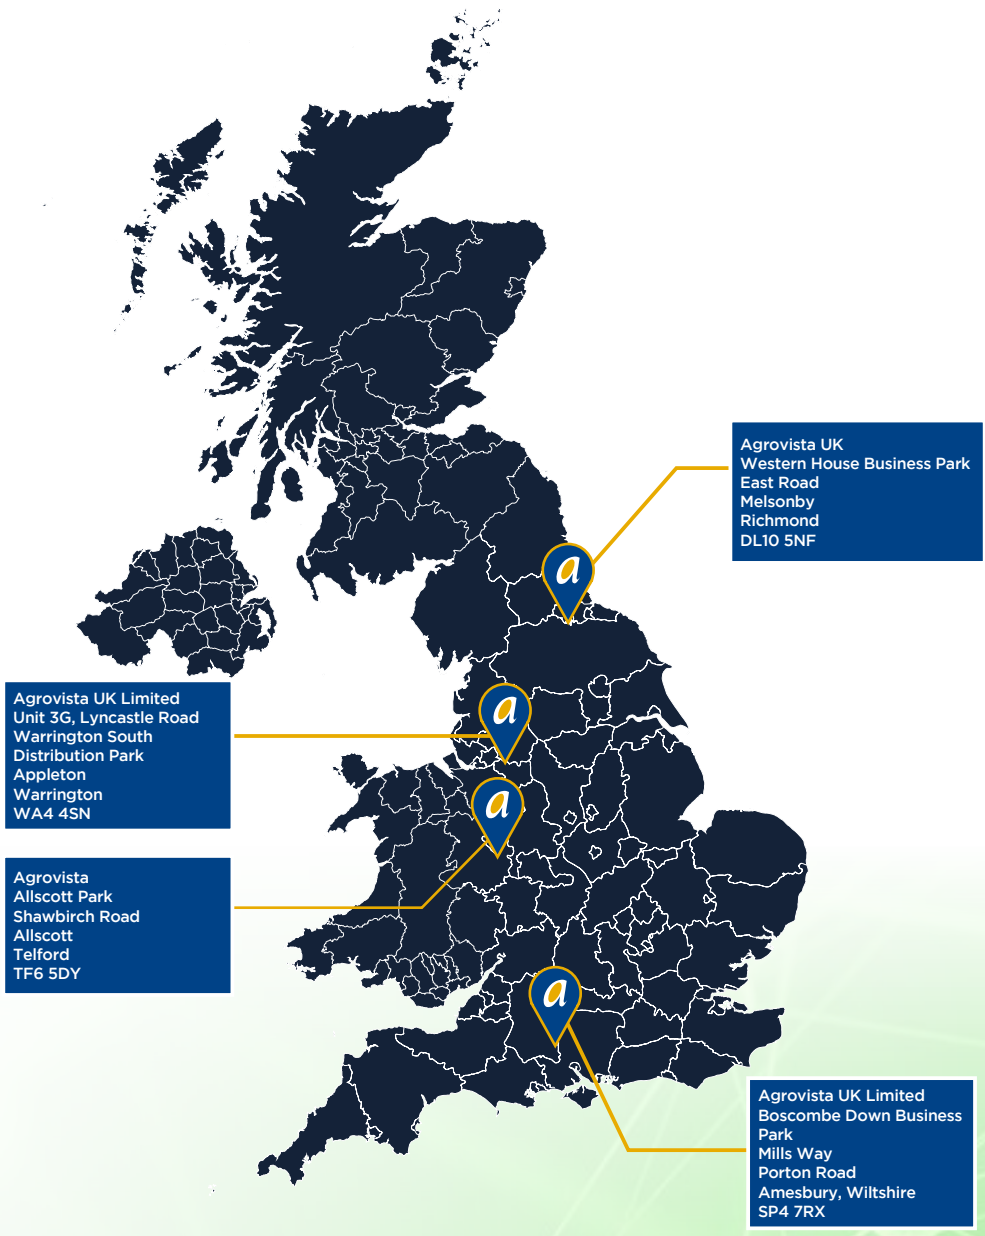 Agrovista UK
Western House Business Park
East Road
Melsonby
Richmond
DL10 5NF
a
Agrovista UK Limited
Unit 3G, Lyncastle Road
Warrington South
Distribution Park
Appleton
Warrington
WA4 4SN
a
a
Agrovista
Allscott Park
Shawbirch Road
Allscott
Telford
TF6 5DY
a
Agrovista UK Limited
Boscombe Down Business
Park
Mills Way
Porton Road
Amesbury, Wiltshire
SP4 7RX